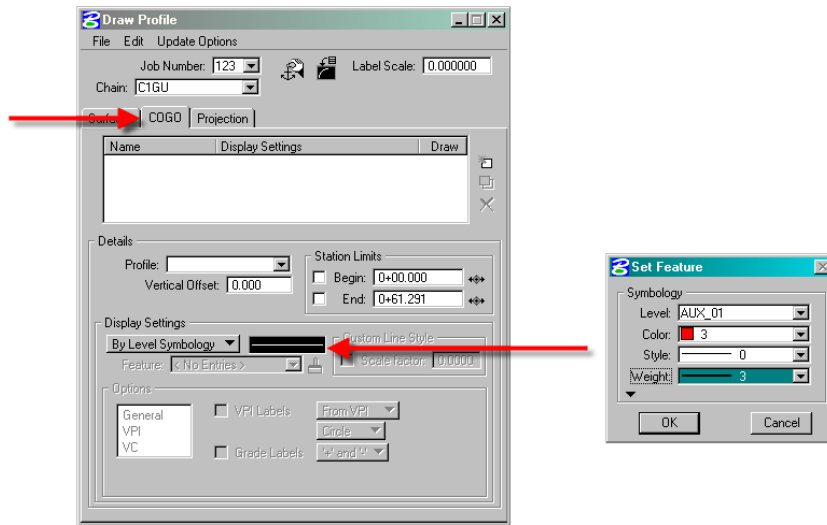 Draw Profile
File Edit Update Options
Job Number: 123 Label Scale: 0.000000
Chain: C1GU
COGO Projection
Name Display Settings Draw
Details
Profile:
Vertical Offset: 0.000
Station Limits
Begin: 0+00.000
End: 0+61.291
Display Settings
By Level Symbology
Custom Line Style
Scale factor: 0.0000
Feature: < No Entries >
Options
General
VPI
VC
VPI Labels From VPI
Circle
Grade Labels '+' and '-'
Set Feature
Symbology
Level: AUX_01
Color: 3
Style: 0
Weight: 3
OK Cancel